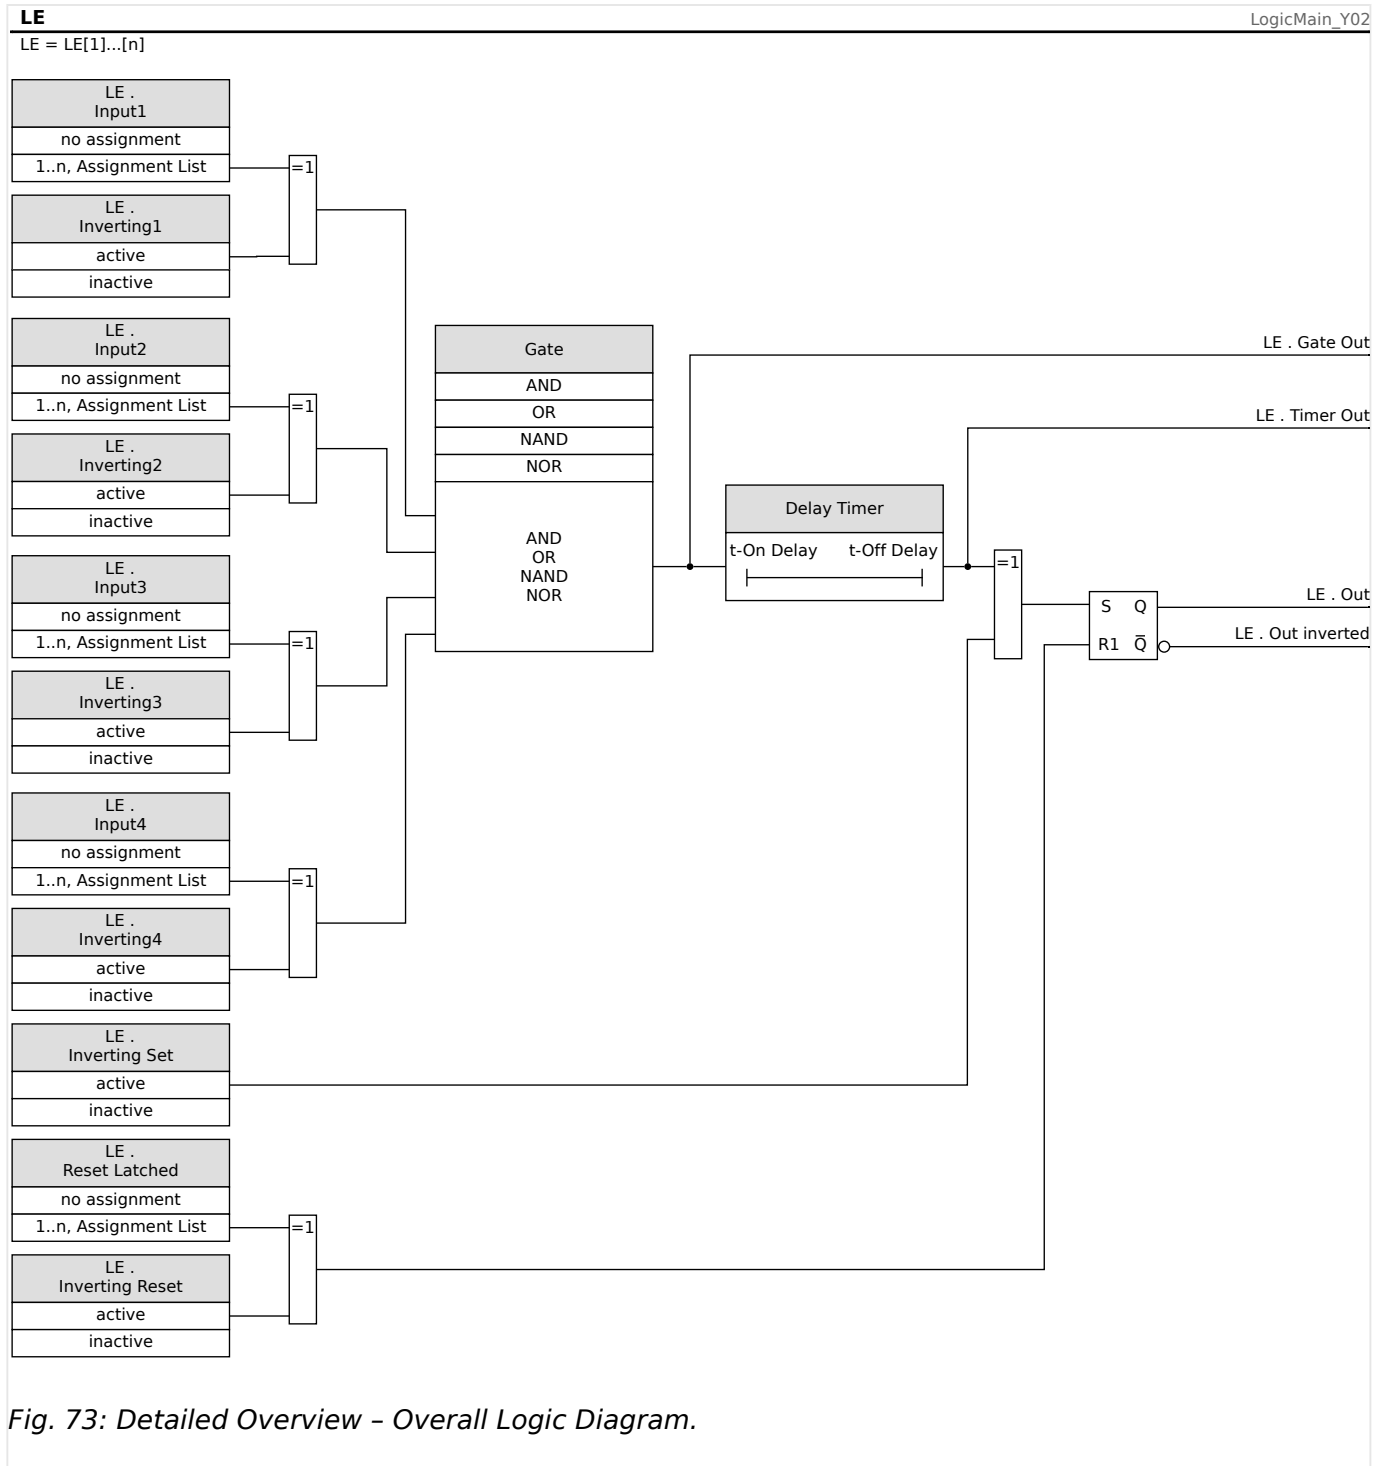 LE
LogicMain_Y02
LE = LE[1]...[n]
LE .
Input1
no assignment
1..n, Assignment List
=1
LE .
Inverting1
active
inactive
LE .
Input2
no assignment
1..n, Assignment List
=1
LE .
Inverting2
active
inactive
LE .
Input3
no assignment
1..n, Assignment List
=1
LE .
Inverting3
active
inactive
LE .
Input4
no assignment
1..n, Assignment List
=1
LE .
Inverting4
active
inactive
LE .
Inverting Set
active
inactive
LE .
Reset Latched
no assignment
1..n, Assignment List
=1
LE .
Inverting Reset
active
inactive
Gate
AND
OR
NAND
NOR
AND
OR
NAND
NOR
Delay Timer
t-On Delay t-Off Delay
=1
S Q
R1 Q̅
LE . Gate Out
LE . Timer Out
LE . Out
LE . Out inverted
Fig. 73: Detailed Overview – Overall Logic Diagram.